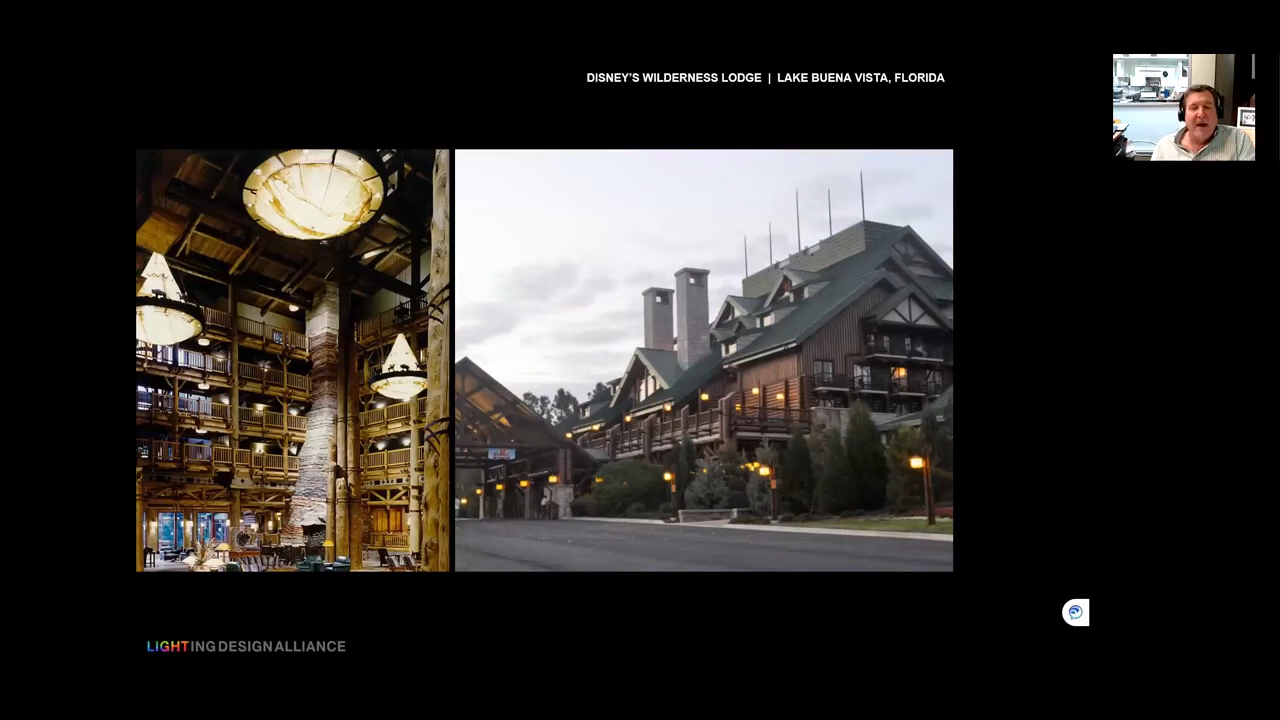 DISNEY'S WILDERNESS LODGE | LAKE BUENA VISTA, FLORIDA
LIGHTING DESIGN ALLIANCE